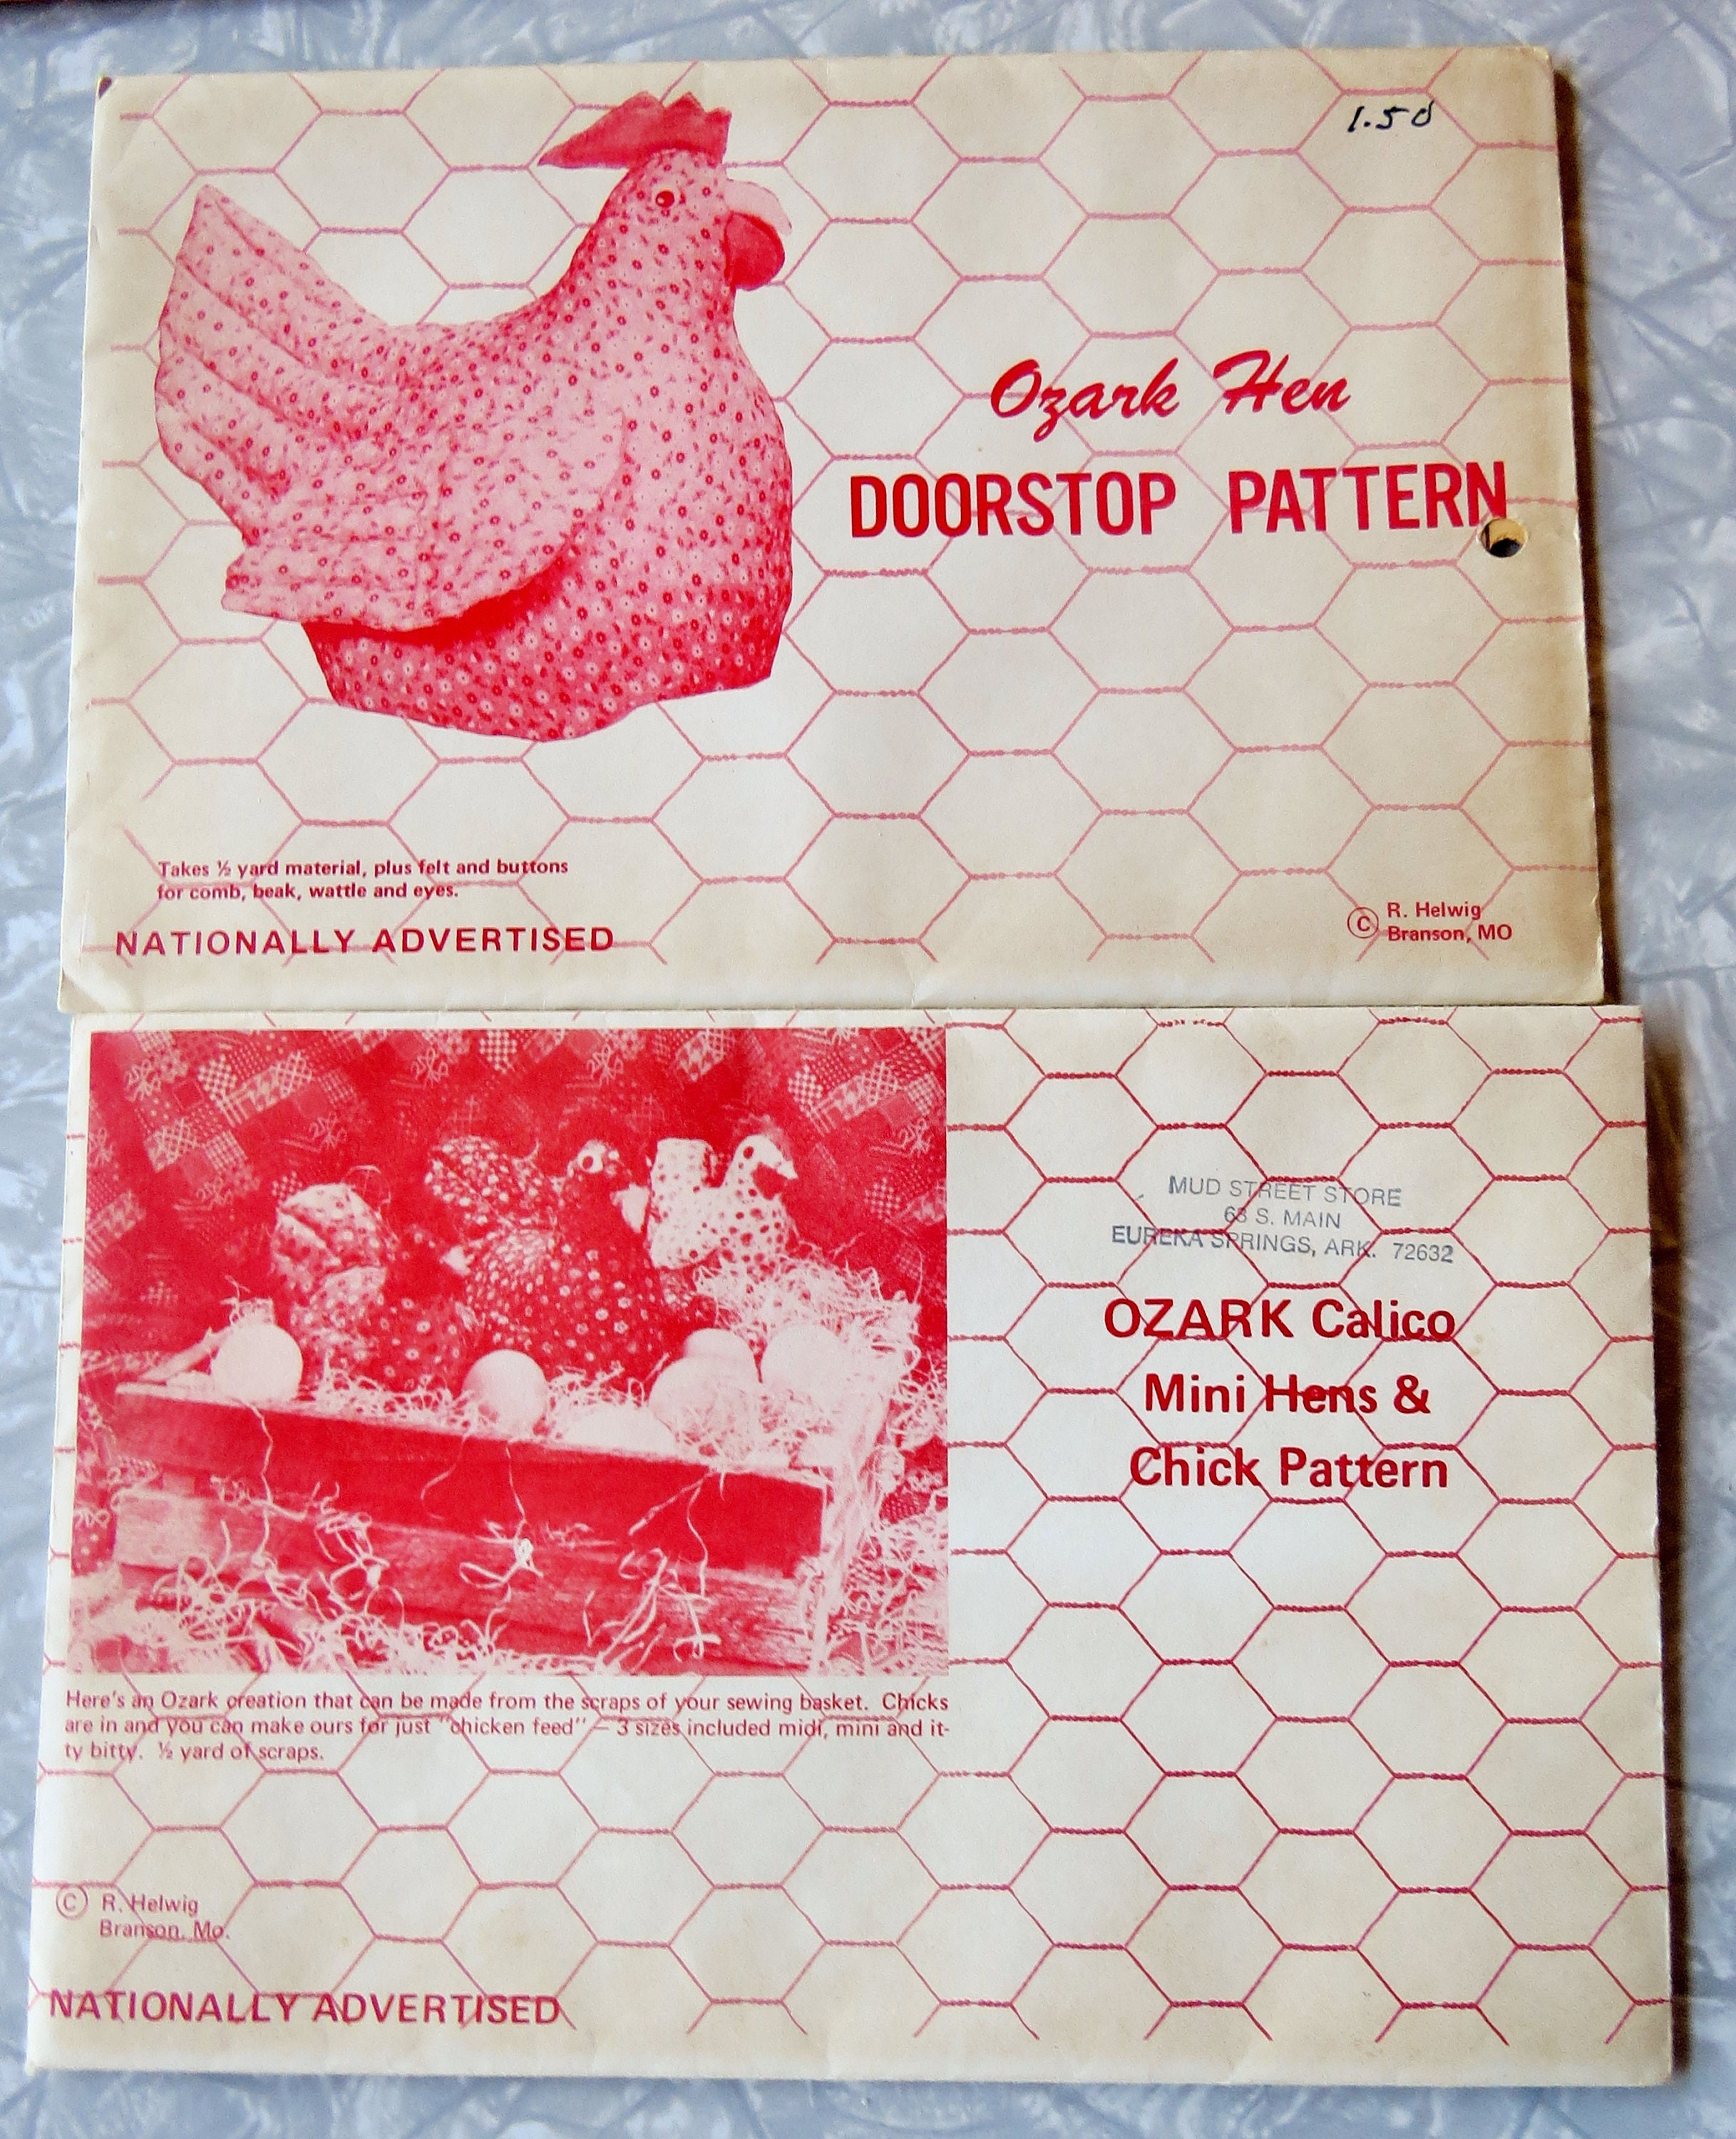 1.50
Ozark Hen
DOORSTOP PATTERN
Takes ½ yard material, plus felt and buttons
for comb, beak, wattle and eyes.
NATIONALLY ADVERTISED
© R. Helwig
Branson, MO
MUD STREET STORE
68 S. MAIN
EUREKA SPRINGS, ARK. 72632
OZARK Calico
Mini Hens &
Chick Pattern
Here's an Ozark creation that can be made from the scraps of your sewing basket. Chicks
are in and you can make ours for just "chicken feed" — 3 sizes included midi, mini and it-
ty bitty. ½ yard of scraps.
© R. Helwig
Branson, Mo.
NATIONALLY ADVERTISED